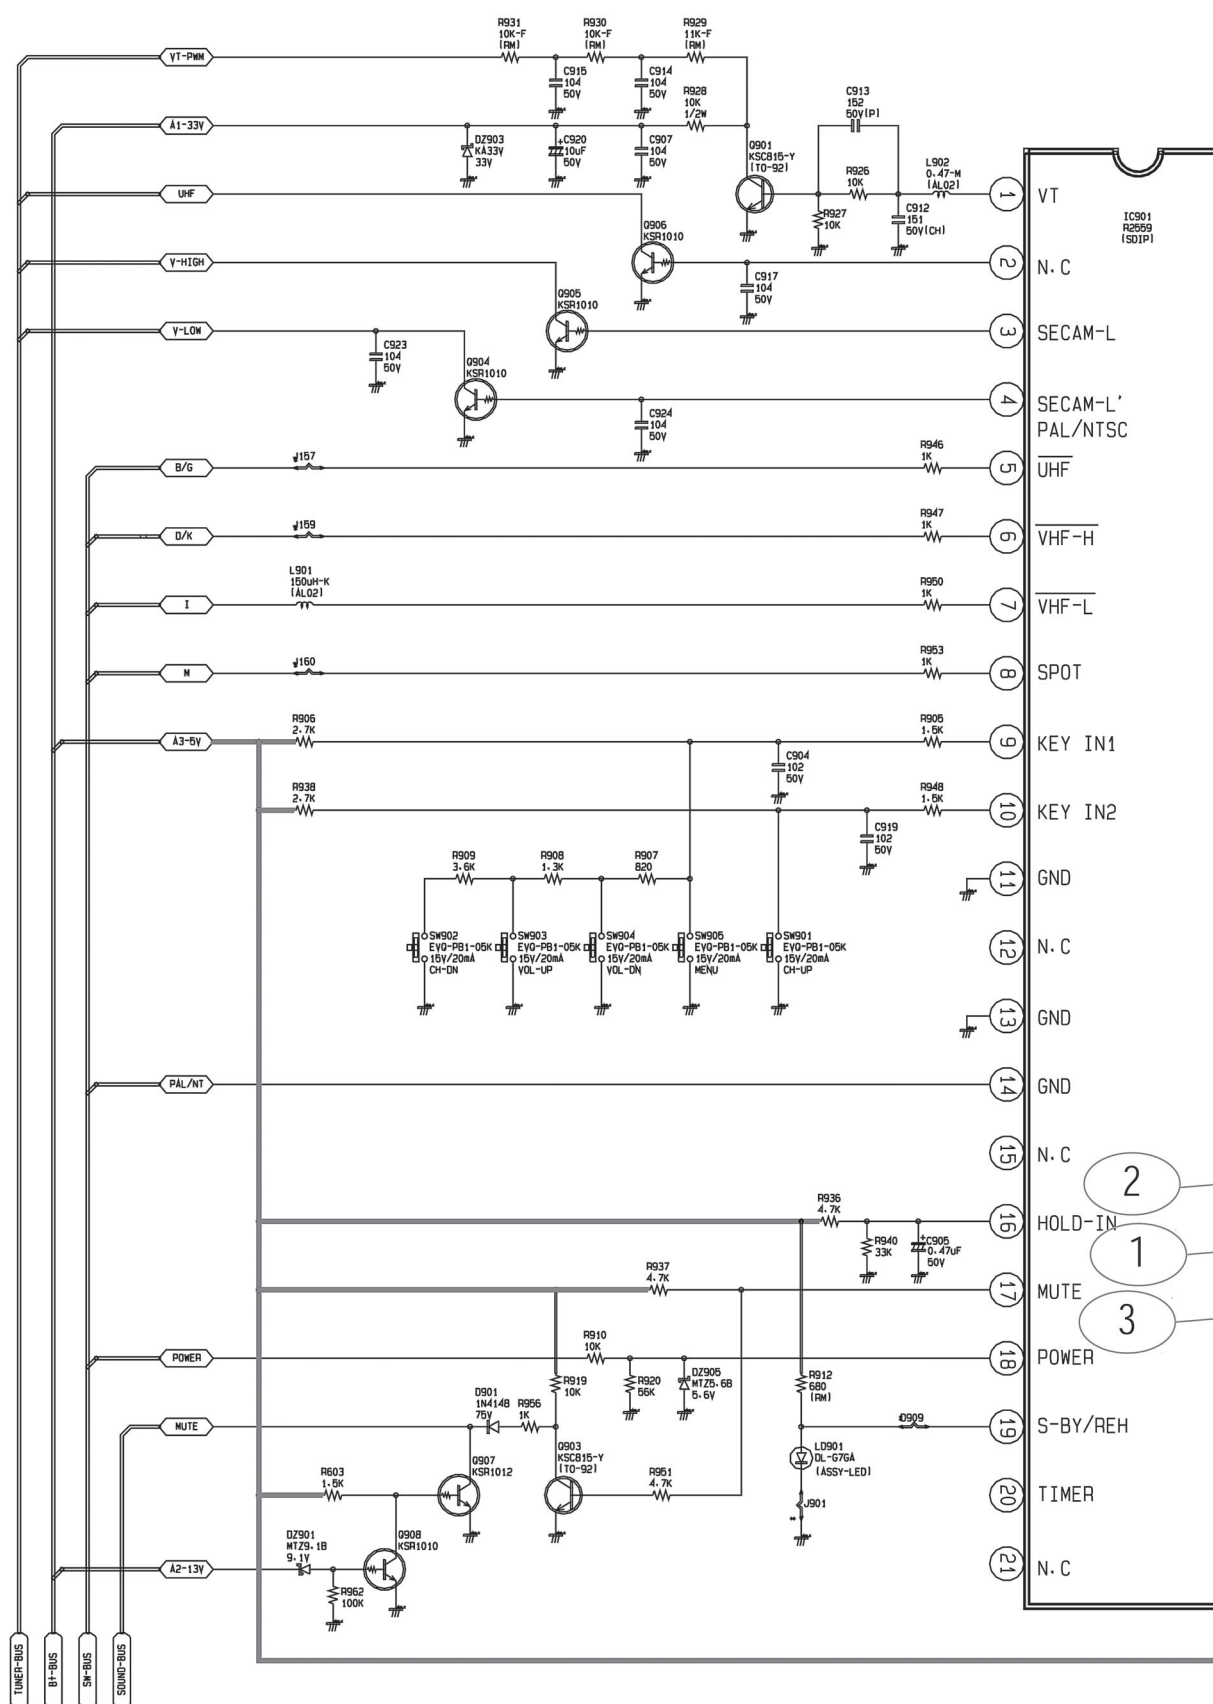 R931
10K-F
(RM)
R930
10K-F
(RM)
R929
11K-F
(RM)
VT-PWM
C915
104
50V
C914
104
50V
R928
10K
1/2W
C913
152
50V(P)
A1-33V
DZ903
KA33V
33V
+C920
10uF
50V
C907
104
50V
Q901
KSC815-Y
(TO-92)
R926
10K
L902
0.47-M
(AL02)
1
VT
IC901
R2559
(SDIP)
UHF
R927
10K
C912
151
50V(CH)
Q906
KSR1010
V-HIGH
C917
104
50V
2
N.C
Q905
KSR1010
V-LOW
3
SECAM-L
C923
104
50V
Q904
KSR1010
C924
104
50V
4
SECAM-L'
PAL/NTSC
B/G
J157
R946
1K
5
UHF
D/K
J159
R947
1K
6
VHF-H
L901
150uH-K
(AL02)
I
R950
1K
7
VHF-L
M
J160
R953
1K
8
SPOT
A3-5V
R906
2.7K
R905
1.5K
9
KEY IN1
C904
102
50V
R938
2.7K
R948
1.5K
10
KEY IN2
C919
102
50V
R909
3.6K
R908
1.3K
R907
820
11
GND
SW902
EVQ-PB1-05K
15V/20mA
CH-DN
SW903
EVQ-PB1-05K
15V/20mA
VOL-UP
SW904
EVQ-PB1-05K
15V/20mA
VOL-DN
SW905
EVQ-PB1-05K
15V/20mA
MENU
SW901
EVQ-PB1-05K
15V/20mA
CH-UP
12
N.C
13
GND
PAL/NT
14
GND
15
N.C
2
R936
4.7K
16
HOLD-IN
R940
33K
+C905
0.47uF
50V
1
R937
4.7K
17
MUTE
3
POWER
R910
10K
18
POWER
R919
10K
R920
56K
DZ905
MTZ5.6B
5.6V
R912
680
(RM)
MUTE
D901
1N4148
75V
R956
1K
D909
19
S-BY/REH
Q907
KSR1012
Q903
KSC815-Y
(TO-92)
LD901
DL-G7GA
(ASSY-LED)
R603
1.5K
R951
4.7K
J901
20
TIMER
DZ901
MTZ9.1B
9.1V
Q908
KSR1010
A2-13V
R962
100K
21
N.C
TUNER-BUS
B+-BUS
SW-BUS
SOUND-BUS